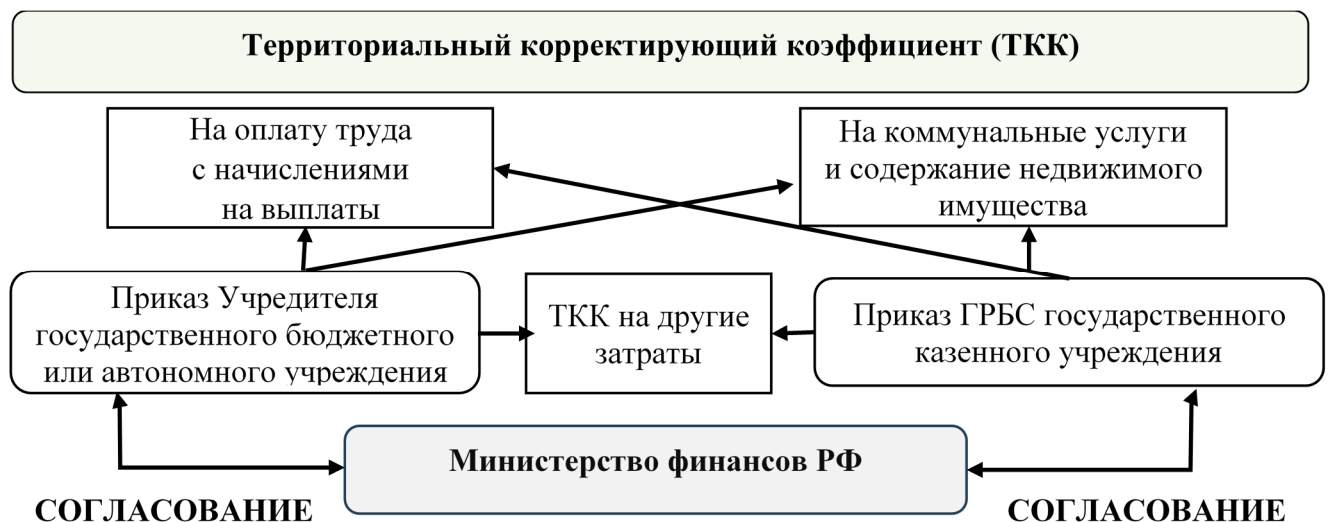 Территориальный корректирующий коэффициент (ТКК)
На оплату труда
с начислениями
на выплаты
На коммунальные услуги
и содержание недвижимого
имущества
Приказ Учредителя
государственного бюджетного
или автономного учреждения
ТКК на другие
затраты
Приказ ГРБС государственного
казенного учреждения
Министерство финансов РФ
СОГЛАСОВАНИЕ
СОГЛАСОВАНИЕ